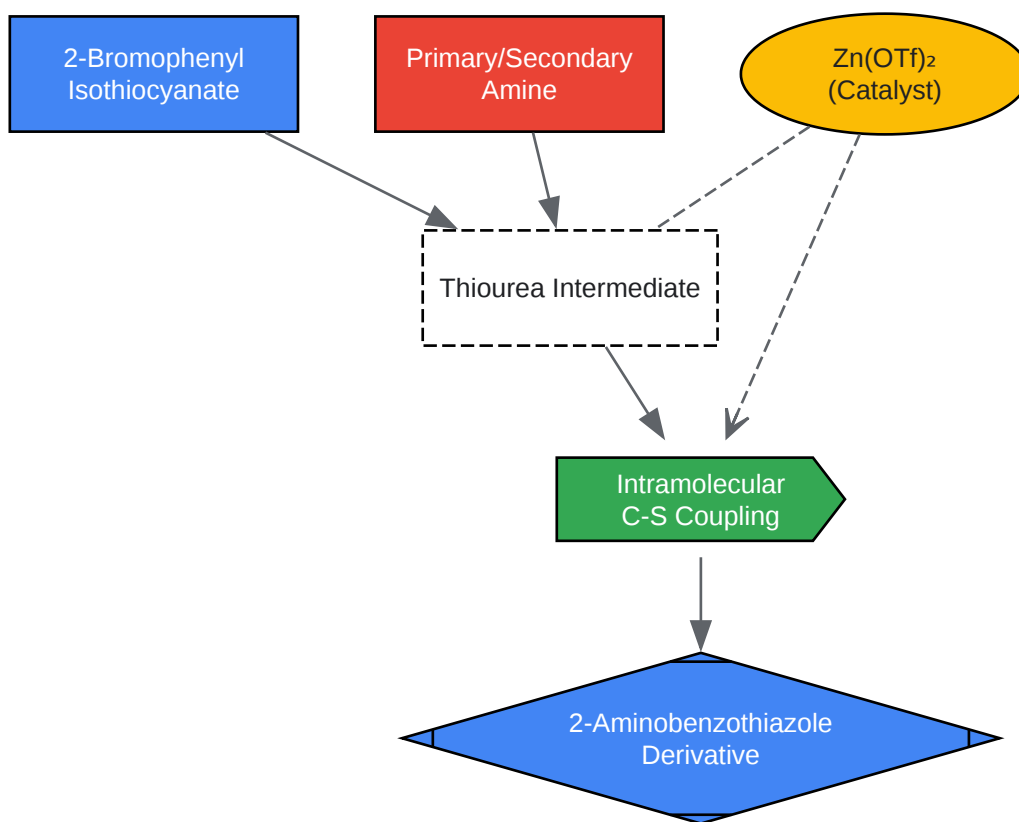 2-Bromophenyl
Isothiocyanate
Primary/Secondary
Amine
Zn(OTf)₂
(Catalyst)
Thiourea Intermediate
Intramolecular
C-S Coupling
2-Aminobenzothiazole
Derivative